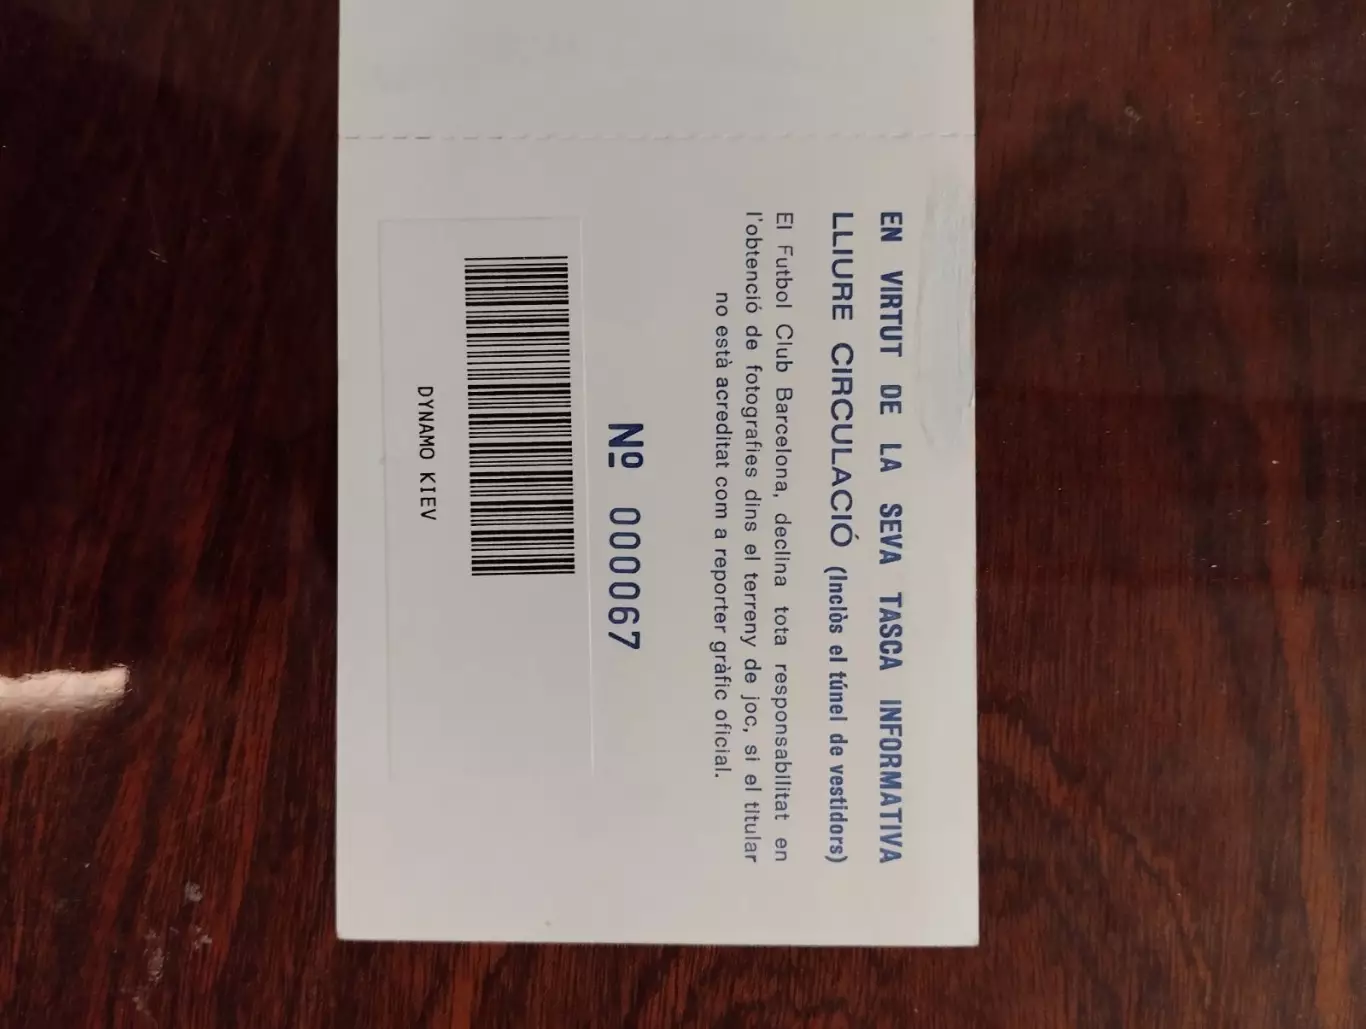 EN VIRTUT DE LA SEVA TASCA INFORMATIVA
LLIURE CIRCULACIÓ (Inclòs el túnel de vestidors)
El Futbol Club Barcelona, declina tota responsabilitat en
l'obtenció de fotografies dins el terreny de joc, si el titular
no està acreditat com a reporter gràfic oficial.
Nº 000067
DYNAMO KIEV